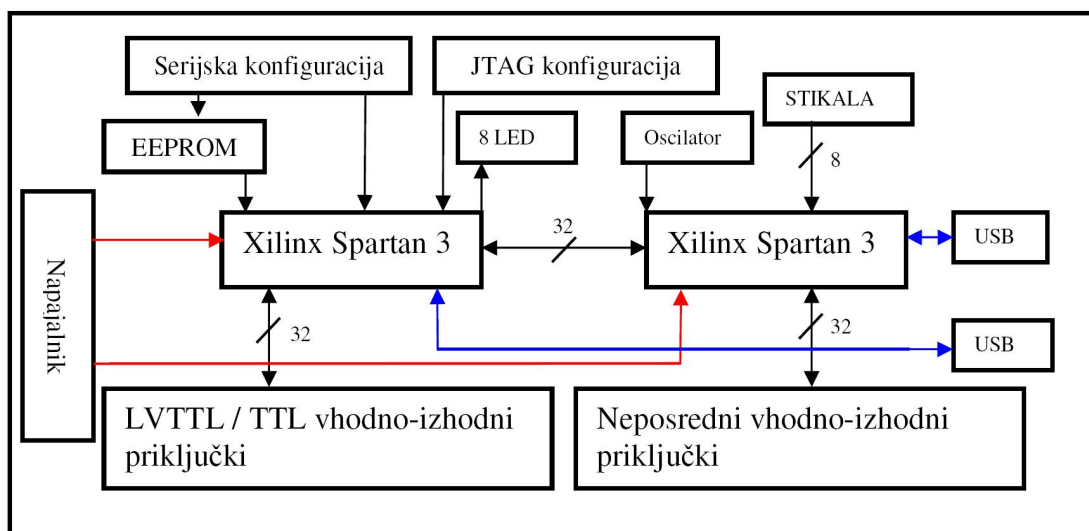 Serijska konfiguracija
JTAG konfiguracija
STIKALA
EEPROM
8 LED
Oscilator
8
Xilinx Spartan 3
32
Xilinx Spartan 3
USB
Napajalnik
32
32
USB
LVTTL / TTL vhodno-izhodni
priključki
Neposredni vhodno-izhodni
priključki